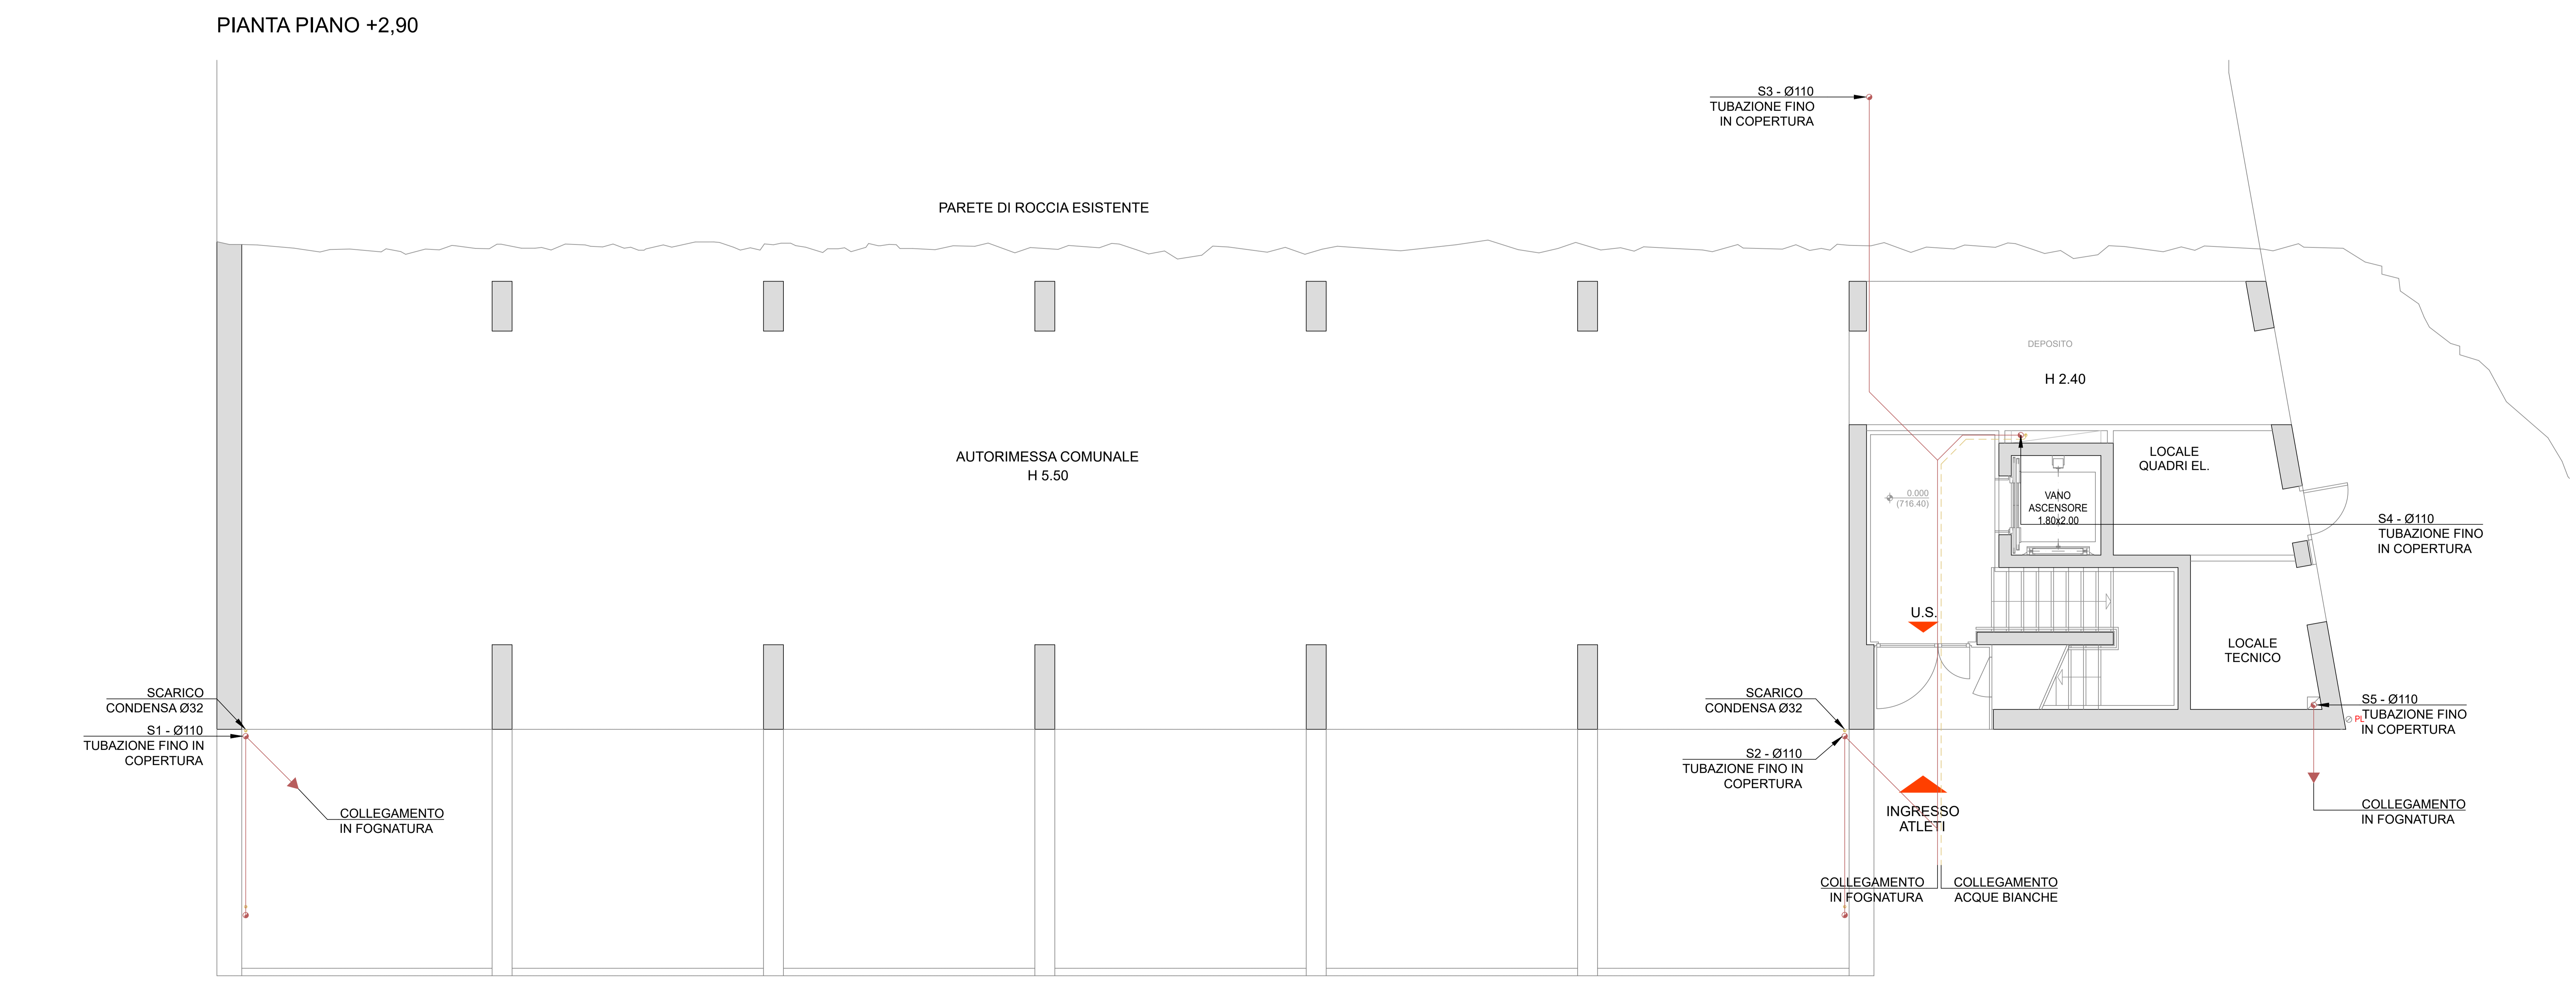 PIANTA PIANO +2,90
S3 - Ø110
TUBAZIONE FINO
IN COPERTURA
PARETE DI ROCCIA ESISTENTE
DEPOSITO
H 2.40
AUTORIMESSA COMUNALE
H 5.50
LOCALE
QUADRI EL.
0.000
(716.40)
VANO
ASCENSORE
1.80x2.00
S4 - Ø110
TUBAZIONE FINO
IN COPERTURA
U.S.
LOCALE
TECNICO
SCARICO
CONDENSA Ø32
S1 - Ø110
TUBAZIONE FINO IN
COPERTURA
COLLEGAMENTO
IN FOGNATURA
SCARICO
CONDENSA Ø32
S2 - Ø110
TUBAZIONE FINO IN
COPERTURA
INGRESSO
ATLETI
S5 - Ø110
TUBAZIONE FINO
IN COPERTURA
PL
COLLEGAMENTO
IN FOGNATURA
COLLEGAMENTO
IN FOGNATURA
COLLEGAMENTO
ACQUE BIANCHE